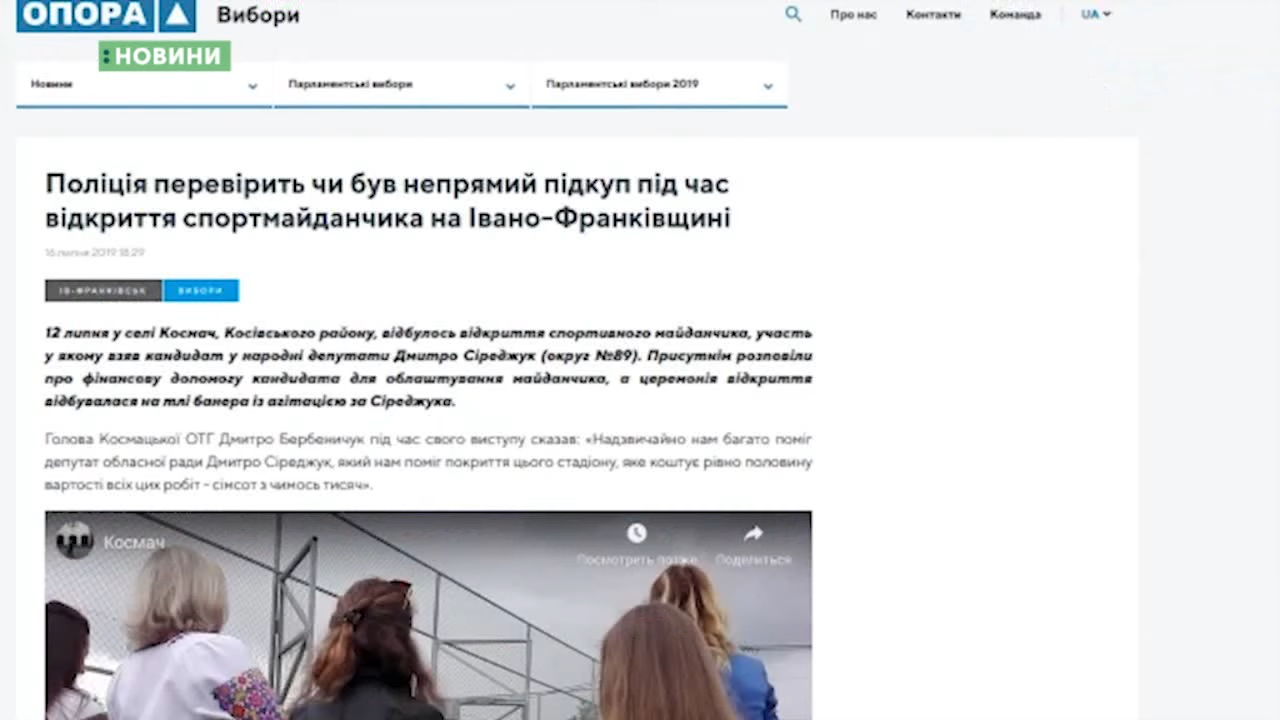 ОПОРА Вибори
Про нас Контакти Команда UA
: НОВИНИ
Новини Парламентські вибори Парламентські вибори 2019
Поліція перевірить чи був непрямий підкуп під час
відкриття спортмайданчика на Івано-Франківщині
16 липня 2019 18:29
ІВ-ФРАНКІВСЬК ВИБОРИ
12 липня у селі Космач, Косівського району, відбулось відкриття спортивного майданчика, участь
у якому взяв кандидат у народні депутати Дмитро Сіреджук (округ №89). Присутнім розповіли
про фінансову допомогу кандидата для облаштування майданчика, а церемонія відкриття
відбувалася на тлі банера із агітацією за Сіреджука.
Голова Космацької ОТГ Дмитро Бербеничук під час свого виступу сказав: «Надзвичайно нам багато поміг
депутат обласної ради Дмитро Сіреджук, який нам поміг покриття цього стадіону, яке коштує рівно половину
вартості всіх цих робіт - сімсот з чимось тисяч».
Космач
Посмотреть позже Поделиться